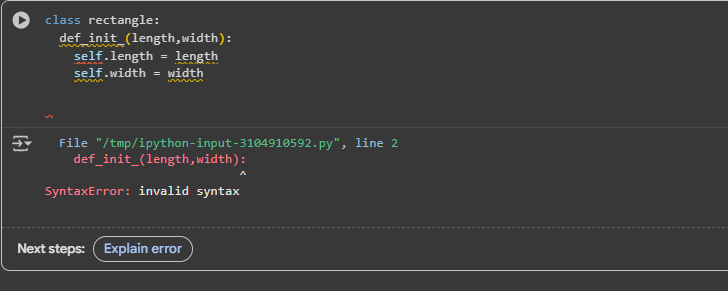 class rectangle:
  def_init_(length,width):
    self.length = length
    self.width = width
File "/tmp/ipython-input-3104910592.py", line 2
    def_init_(length,width):
                            ^
SyntaxError: invalid syntax
Next steps: Explain error